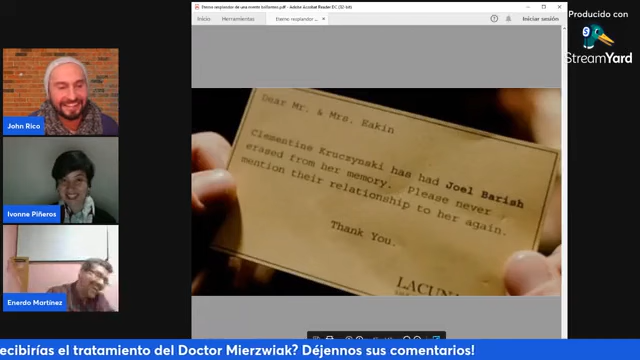 Eterno resplandor de una mente brillante.pdf - Adobe Acrobat Reader DC (32-bit)
Inicio
Herramientas
Eterno resplandor ...
Iniciar sesión
Producido con
StreamYard
John Rico
Ivonne Piñeros
Enerdo Martínez
Dear Mr. & Mrs. Eakin
Clementine Kruczynski has had Joel Barish
erased from her memory. Please never
mention their relationship to her again.
Thank You.
LACUNA
ecibirías el tratamiento del Doctor Mierzwiak? Déjennos sus comentarios!